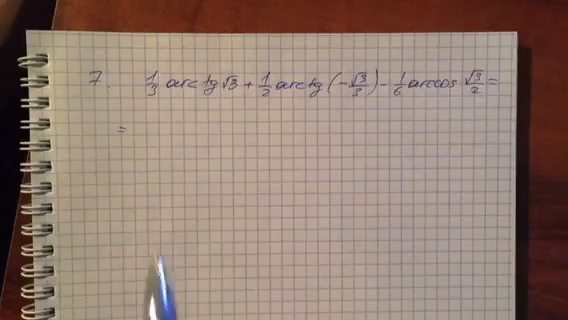 7. 1/3 arctg √3 + 1/2 arctg (-√3/3) - 1/6 arccos √3/2 =
=